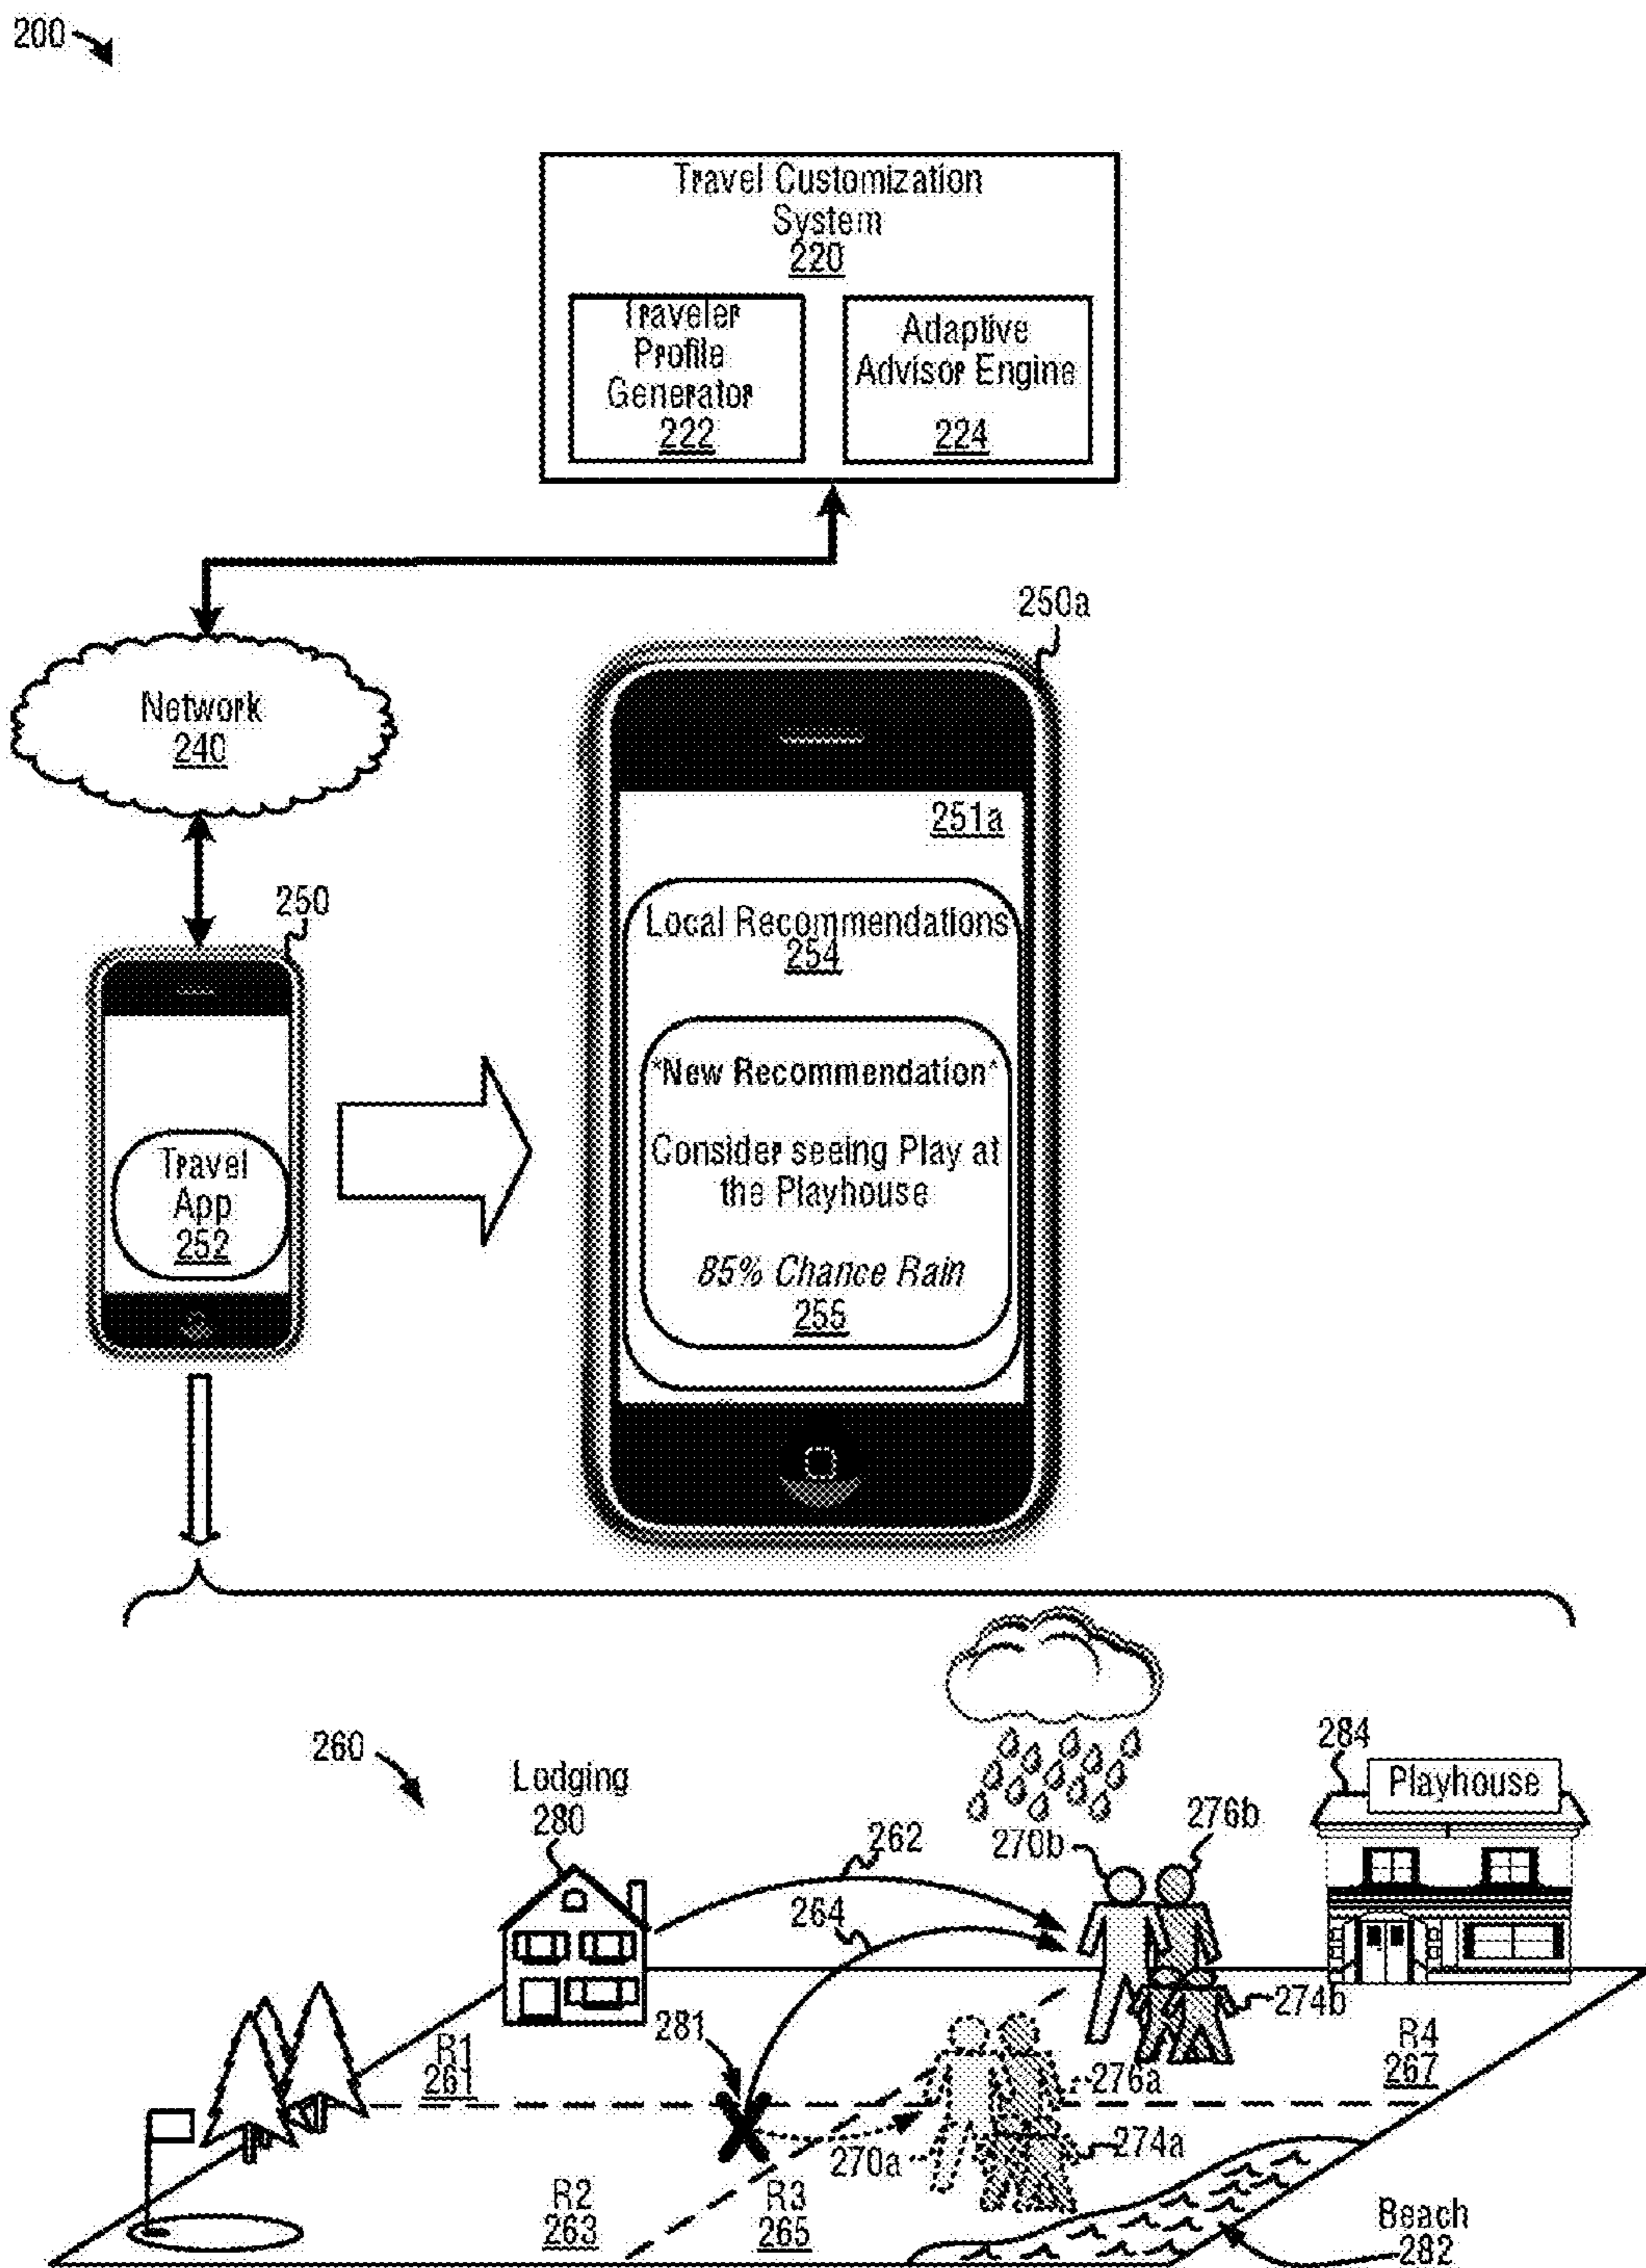 200
Travel Customization
System
220
Traveler
Profile
Generator
222
Adaptive
Advisor Engine
224
250a
Network
240
251a
250
Local Recommendations
254
*New Recommendation*
Consider seeing Play at
the Playhouse
85% Chance Rain
255
Travel
App
252
260
Lodging
280
284
Playhouse
276b
270b
262
264
281
274b
R1
261
R4
267
276a
270a
274a
R2
263
R3
265
Beach
282